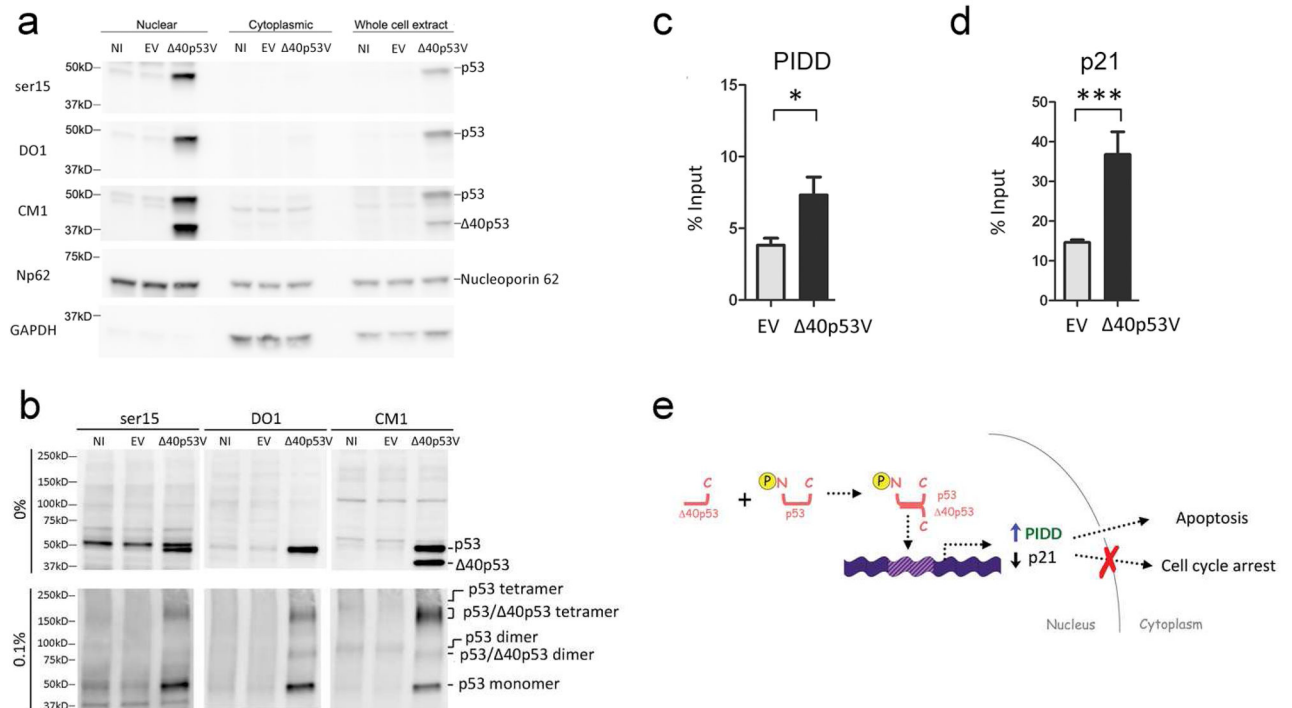 a
Nuclear Cytoplasmic Whole cell extract
NI EV Δ40p53V NI EV Δ40p53V NI EV Δ40p53V
ser15
50kD–
37kD–
–p53
DO1
50kD–
37kD–
–p53
CM1
50kD–
37kD–
–p53
–Δ40p53
Np62
75kD–
–Nucleoporin 62
GAPDH
37kD–
b
ser15 DO1 CM1
NI EV Δ40p53V NI EV Δ40p53V NI EV Δ40p53V
0%
250kD–
150kD–
100kD–
75kD–
50kD–
37kD–
p53
Δ40p53
0.1%
250kD–
150kD–
100kD–
75kD–
50kD–
37kD–
p53 tetramer
p53/Δ40p53 tetramer
p53 dimer
p53/Δ40p53 dimer
p53 monomer
c
PIDD
*
% Input
15
10
5
0
EV Δ40p53V
d
p21
***
% Input
50
40
30
20
10
0
EV Δ40p53V
e
C
Δ40p53
+
P N C
p53
P N C
p53
Δ40p53
C
PIDD
p21
Apoptosis
Cell cycle arrest
Nucleus Cytoplasm